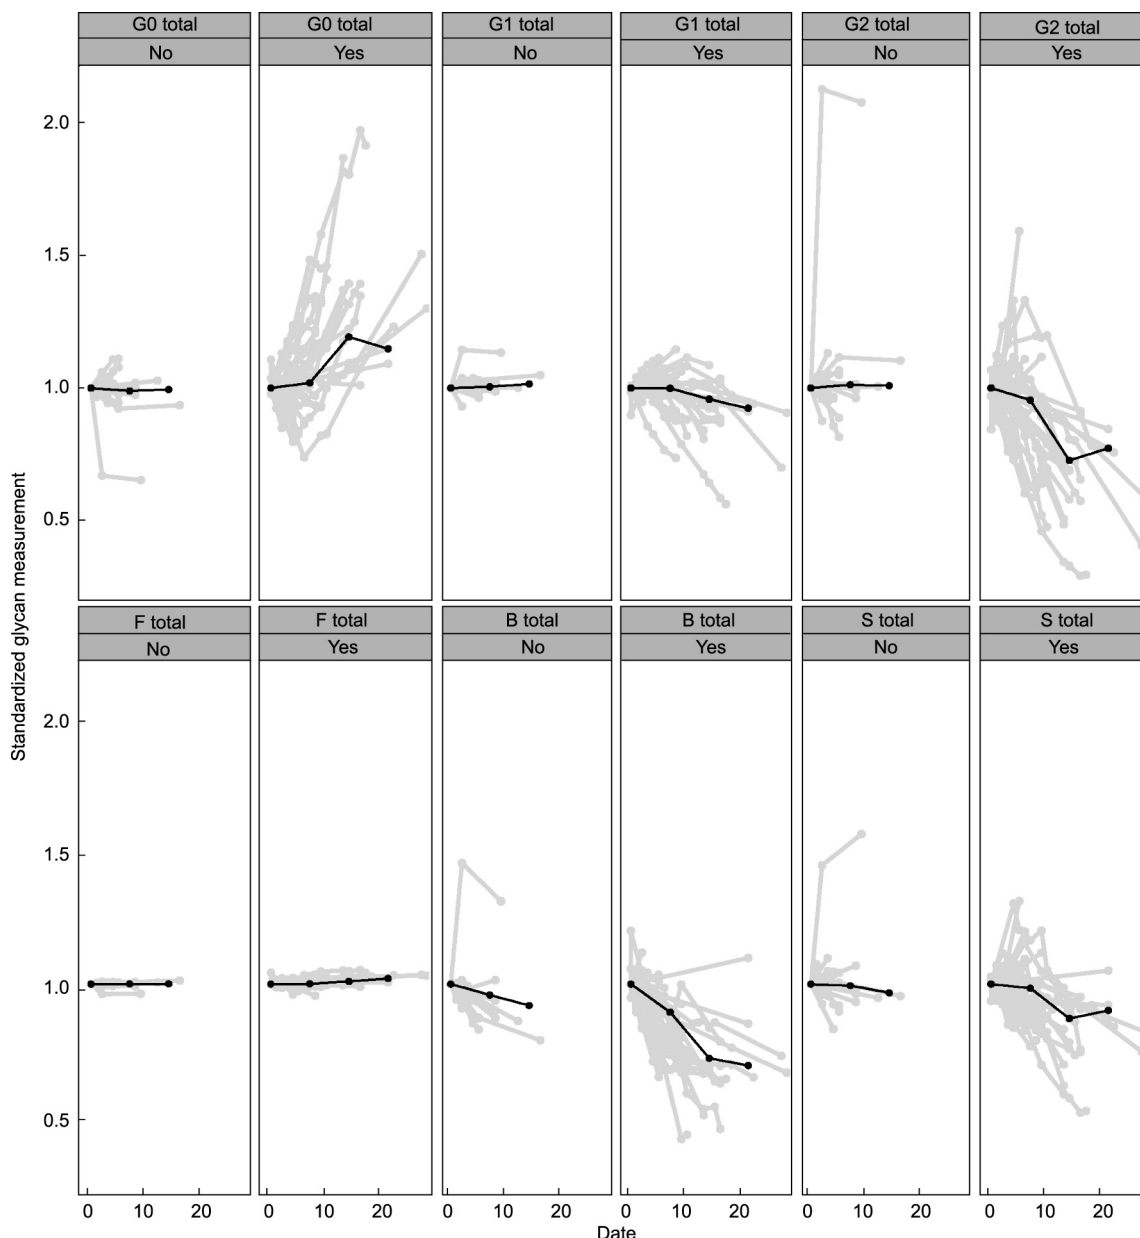 G0 total G0 total G1 total G1 total G2 total G2 total
No Yes No Yes No Yes
2.0
1.5
1.0
0.5
Standardized glycan measurement
F total F total B total B total S total S total
No Yes No Yes No Yes
2.0
1.5
1.0
0.5
0 10 20 0 10 20 0 10 20 0 10 20 0 10 20 0 10 20
Date